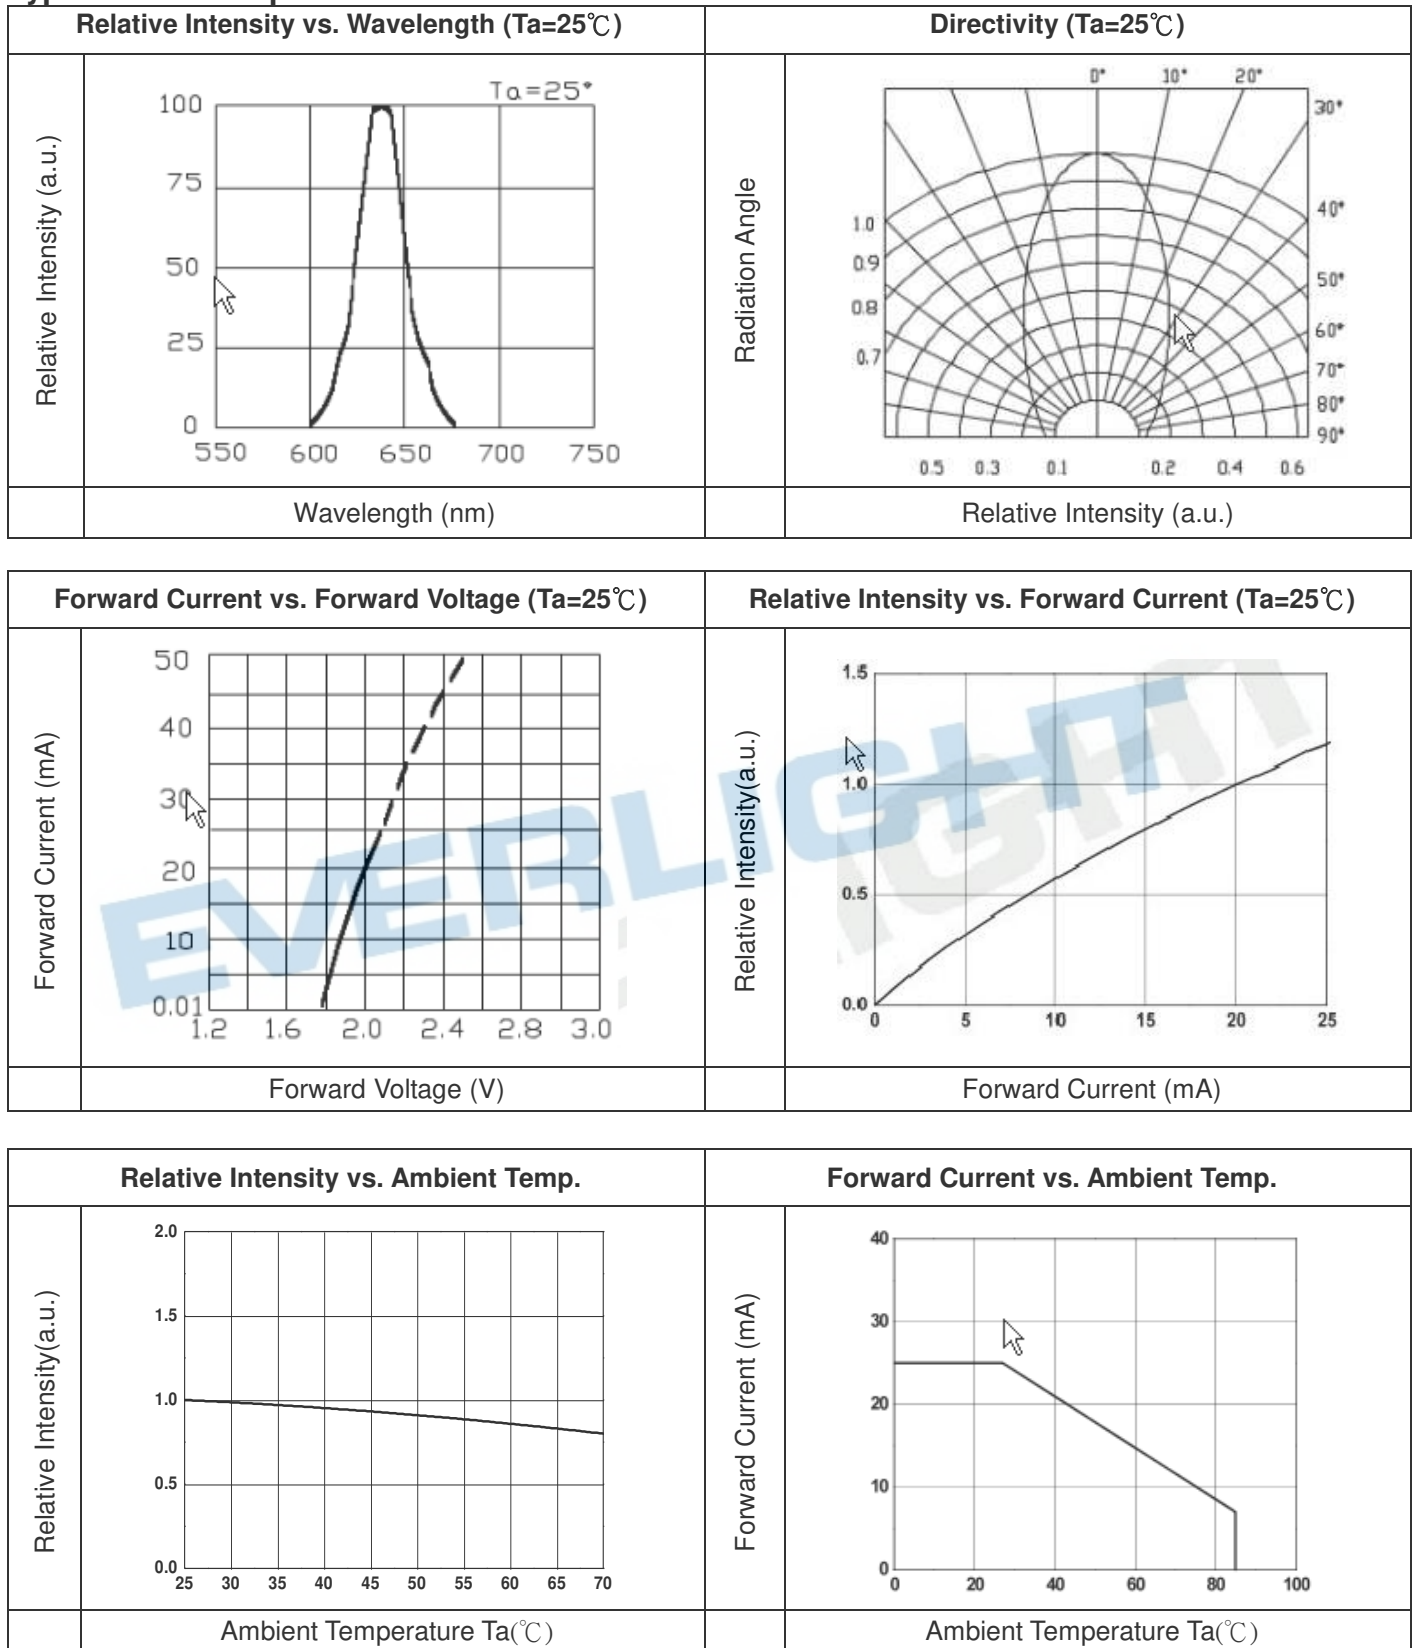 Relative Intensity vs. Wavelength (Ta=25℃)
Directivity (Ta=25℃)
Relative Intensity (a.u.)
Ta=25°
100
75
50
25
0
550 600 650 700 750
Wavelength (nm)
Radiation Angle
0° 10° 20°
30°
40°
50°
60°
70°
80°
90°
1.0
0.9
0.8
0.7
0.5 0.3 0.1 0.2 0.4 0.6
Relative Intensity (a.u.)
Forward Current vs. Forward Voltage (Ta=25℃)
Relative Intensity vs. Forward Current (Ta=25℃)
Forward Current (mA)
50
40
30
20
10
0.01
1.2 1.6 2.0 2.4 2.8 3.0
Forward Voltage (V)
Relative Intensity(a.u.)
1.5
1.0
0.5
0.0
0 5 10 15 20 25
Forward Current (mA)
EVERLIGHT
Relative Intensity vs. Ambient Temp.
Forward Current vs. Ambient Temp.
Relative Intensity(a.u.)
2.0
1.5
1.0
0.5
0.0
25 30 35 40 45 50 55 60 65 70
Ambient Temperature Ta(℃)
Forward Current (mA)
40
30
20
10
0
0 20 40 60 80 100
Ambient Temperature Ta(℃)